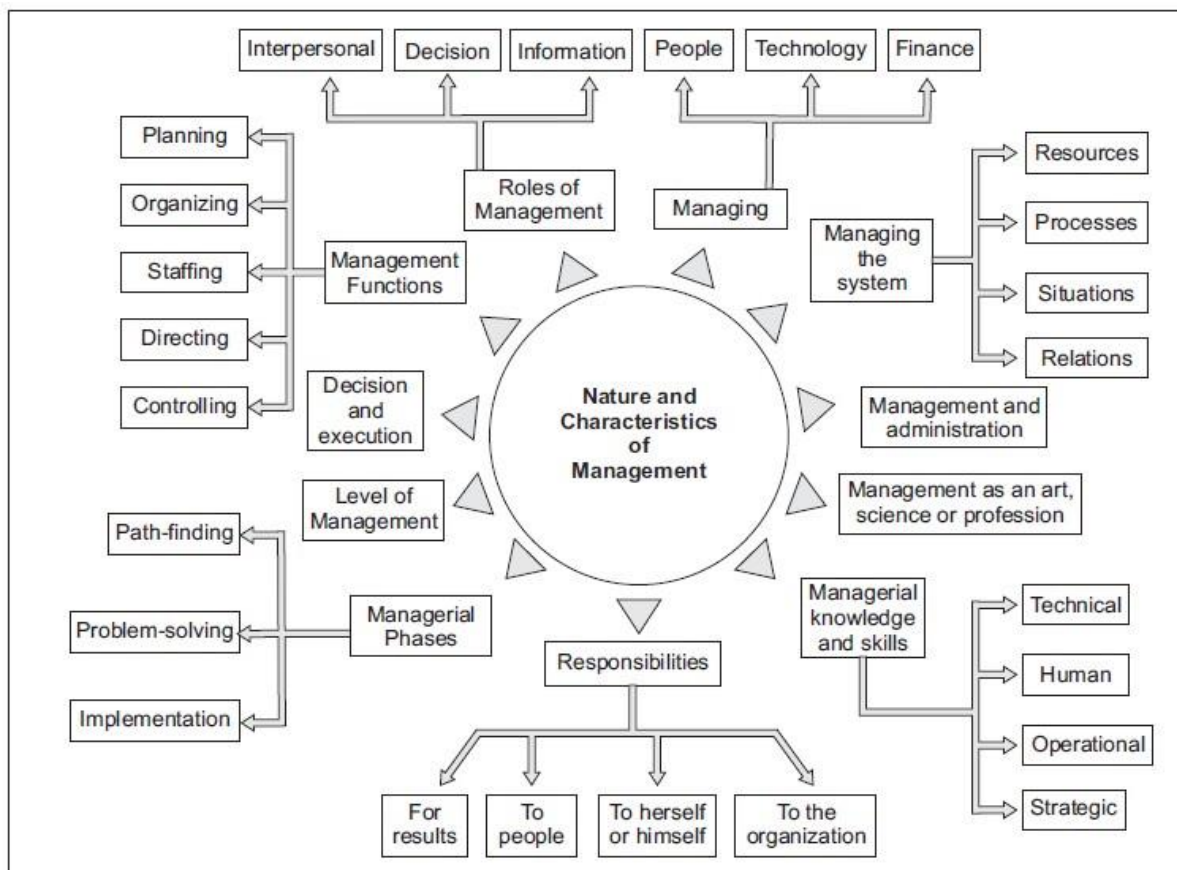 Interpersonal
Decision
Information
People
Technology
Finance
Planning
Organizing
Staffing
Directing
Controlling
Management
Functions
Roles of
Management
Managing
Managing
the
system
Resources
Processes
Situations
Relations
Decision
and
execution
Level of
Management
Nature and
Characteristics
of
Management
Management and
administration
Management as an art,
science or profession
Path-finding
Problem-solving
Implementation
Managerial
Phases
Responsibilities
For
results
To
people
To herself
or himself
To the
organization
Managerial
knowledge
and skills
Technical
Human
Operational
Strategic